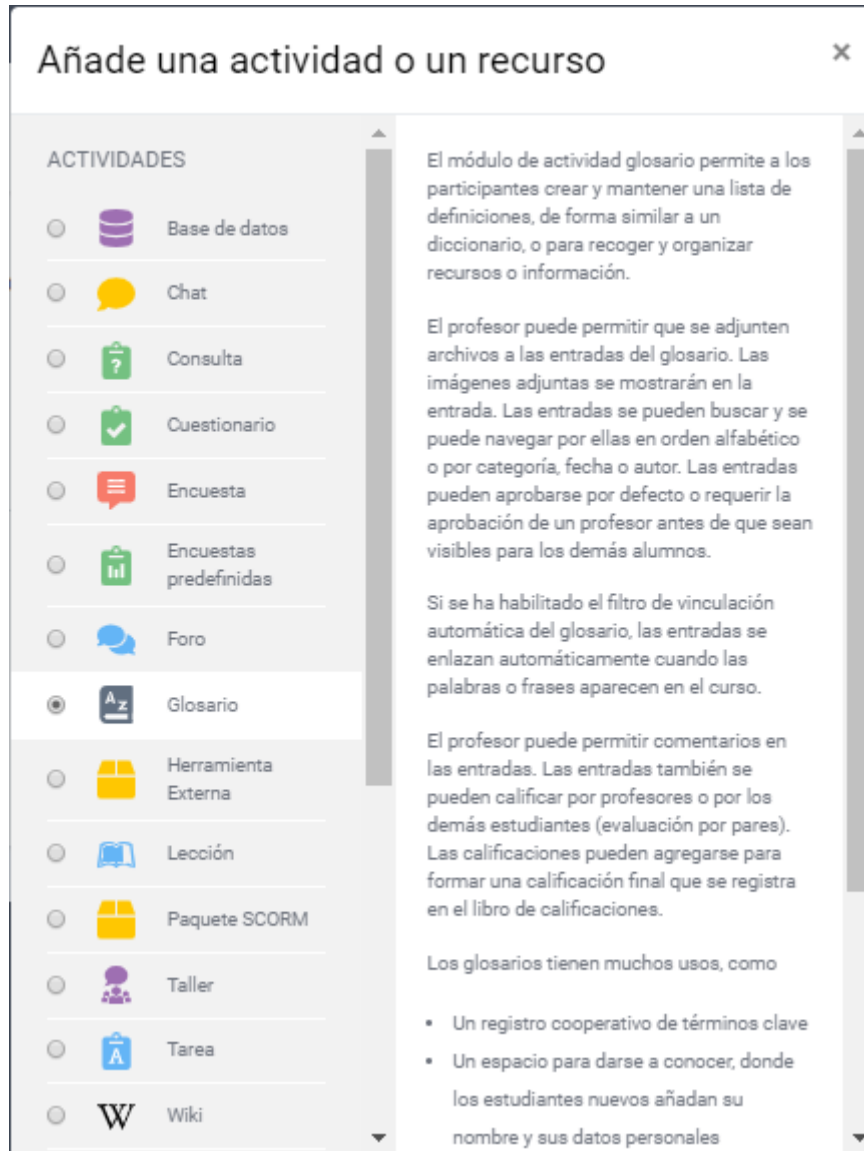 Añade una actividad o un recurso
×
ACTIVIDADES
Base de datos
Chat
Consulta
Cuestionario
Encuesta
Encuestas
predefinidas
Foro
Glosario
Herramienta
Externa
Lección
Paquete SCORM
Taller
Tarea
Wiki
El módulo de actividad glosario permite a los
participantes crear y mantener una lista de
definiciones, de forma similar a un
diccionario, o para recoger y organizar
recursos o información.
El profesor puede permitir que se adjunten
archivos a las entradas del glosario. Las
imágenes adjuntas se mostrarán en la
entrada. Las entradas se pueden buscar y se
puede navegar por ellas en orden alfabético
o por categoría, fecha o autor. Las entradas
pueden aprobarse por defecto o requerir la
aprobación de un profesor antes de que sean
visibles para los demás alumnos.
Si se ha habilitado el filtro de vinculación
automática del glosario, las entradas se
enlazan automáticamente cuando las
palabras o frases aparecen en el curso.
El profesor puede permitir comentarios en
las entradas. Las entradas también se
pueden calificar por profesores o por los
demás estudiantes (evaluación por pares).
Las calificaciones pueden agregarse para
formar una calificación final que se registra
en el libro de calificaciones.
Los glosarios tienen muchos usos, como
• Un registro cooperativo de términos clave
• Un espacio para darse a conocer, donde
los estudiantes nuevos añadan su
nombre y sus datos personales